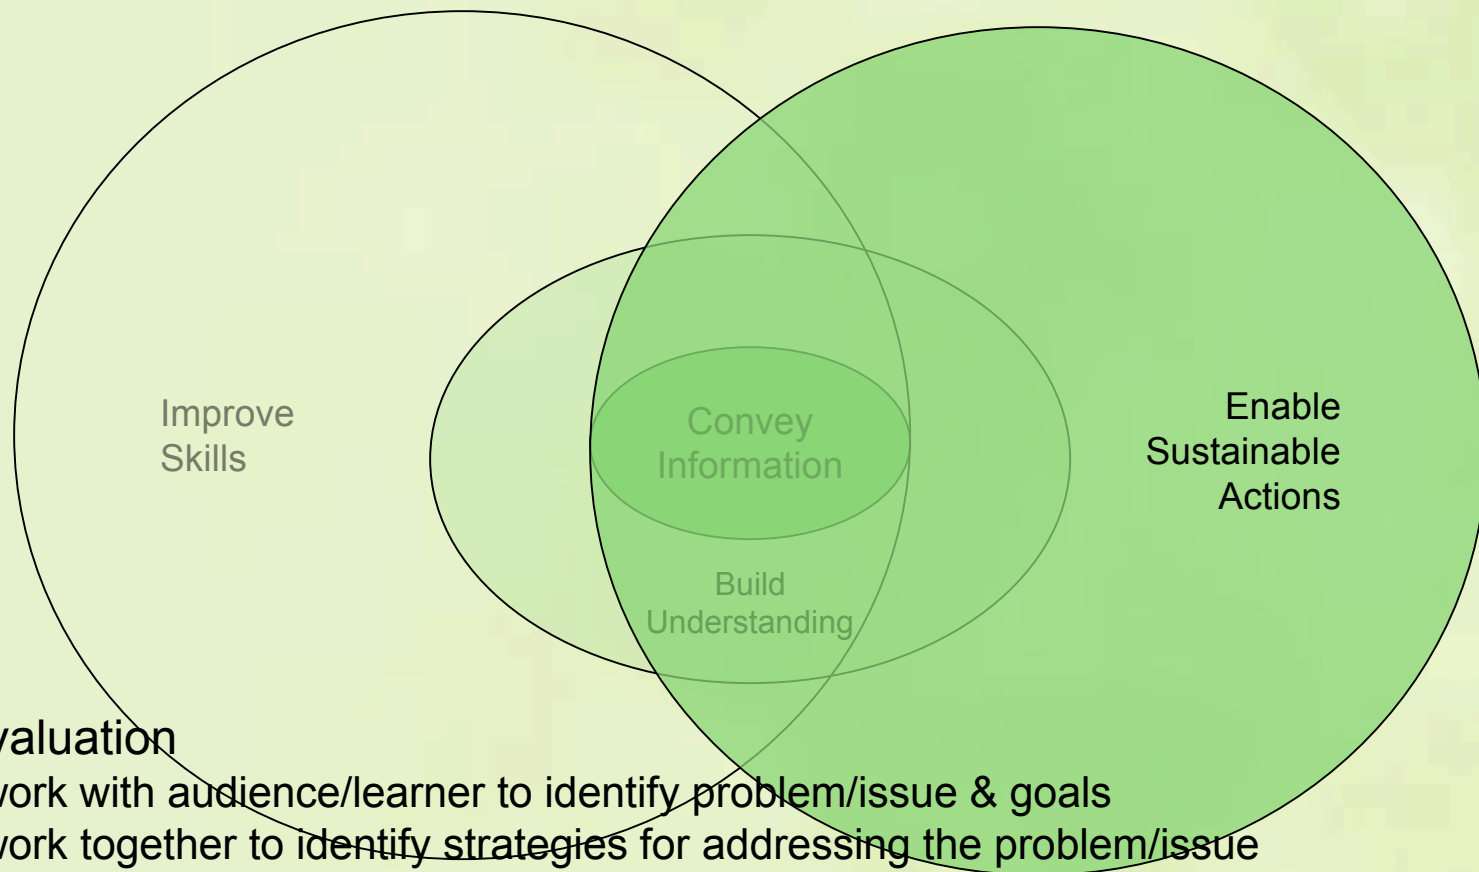 Improve
Skills
Convey
Information
Build
Understanding
Enable
Sustainable
Actions
valuation
work with audience/learner to identify problem/issue & goals
work together to identify strategies for addressing the problem/issue